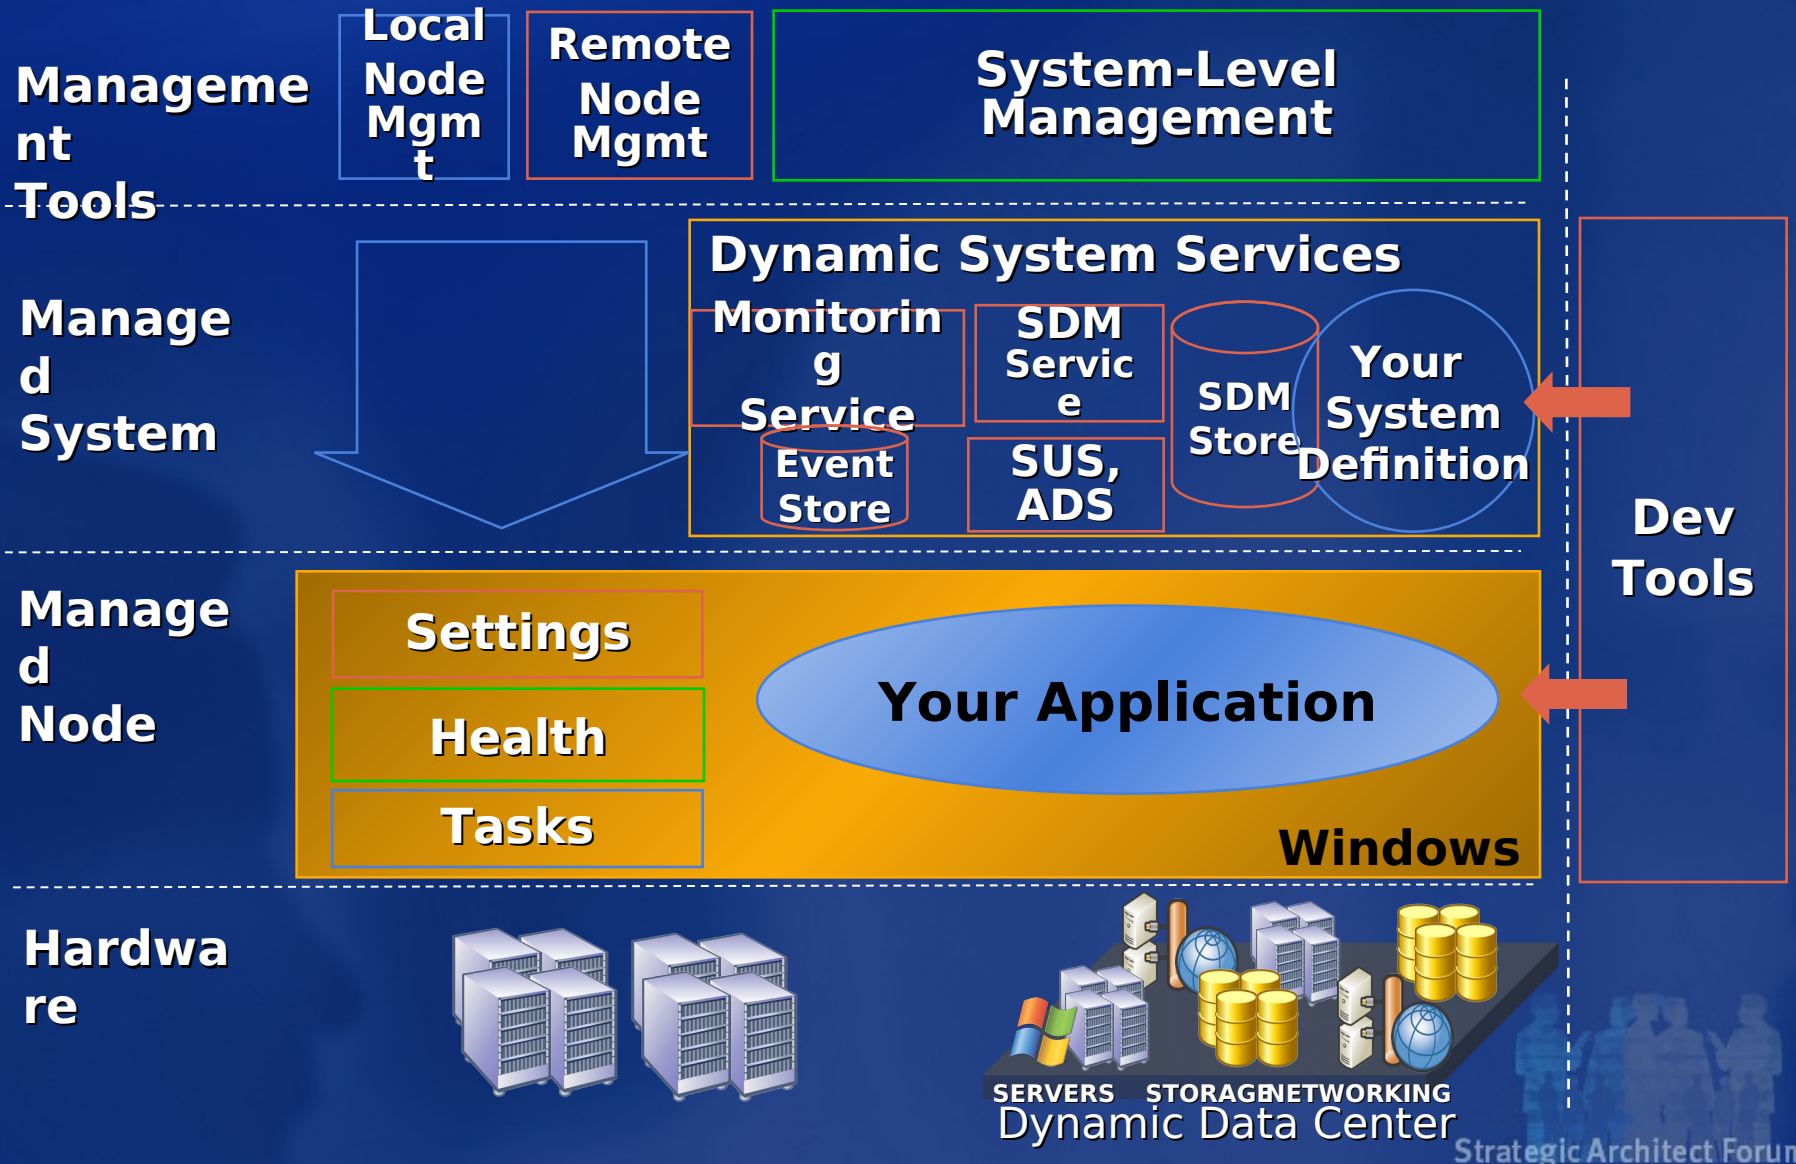 Manageme
nt
Tools
Local
Node
Mgm
t
Remote
Node
Mgmt
System-Level
Management
Manage
d
System
Dynamic System Services
Monitorin
g
Service
Event
Store
SDM
Servic
e
SUS,
ADS
SDM
Store
Your
System
Definition
Dev
Tools
Manage
d
Node
Settings
Health
Tasks
Your Application
Windows
Hardwa
re
SERVERS
STORAGE
NETWORKING
Dynamic Data Center
Strategic Architect Forum